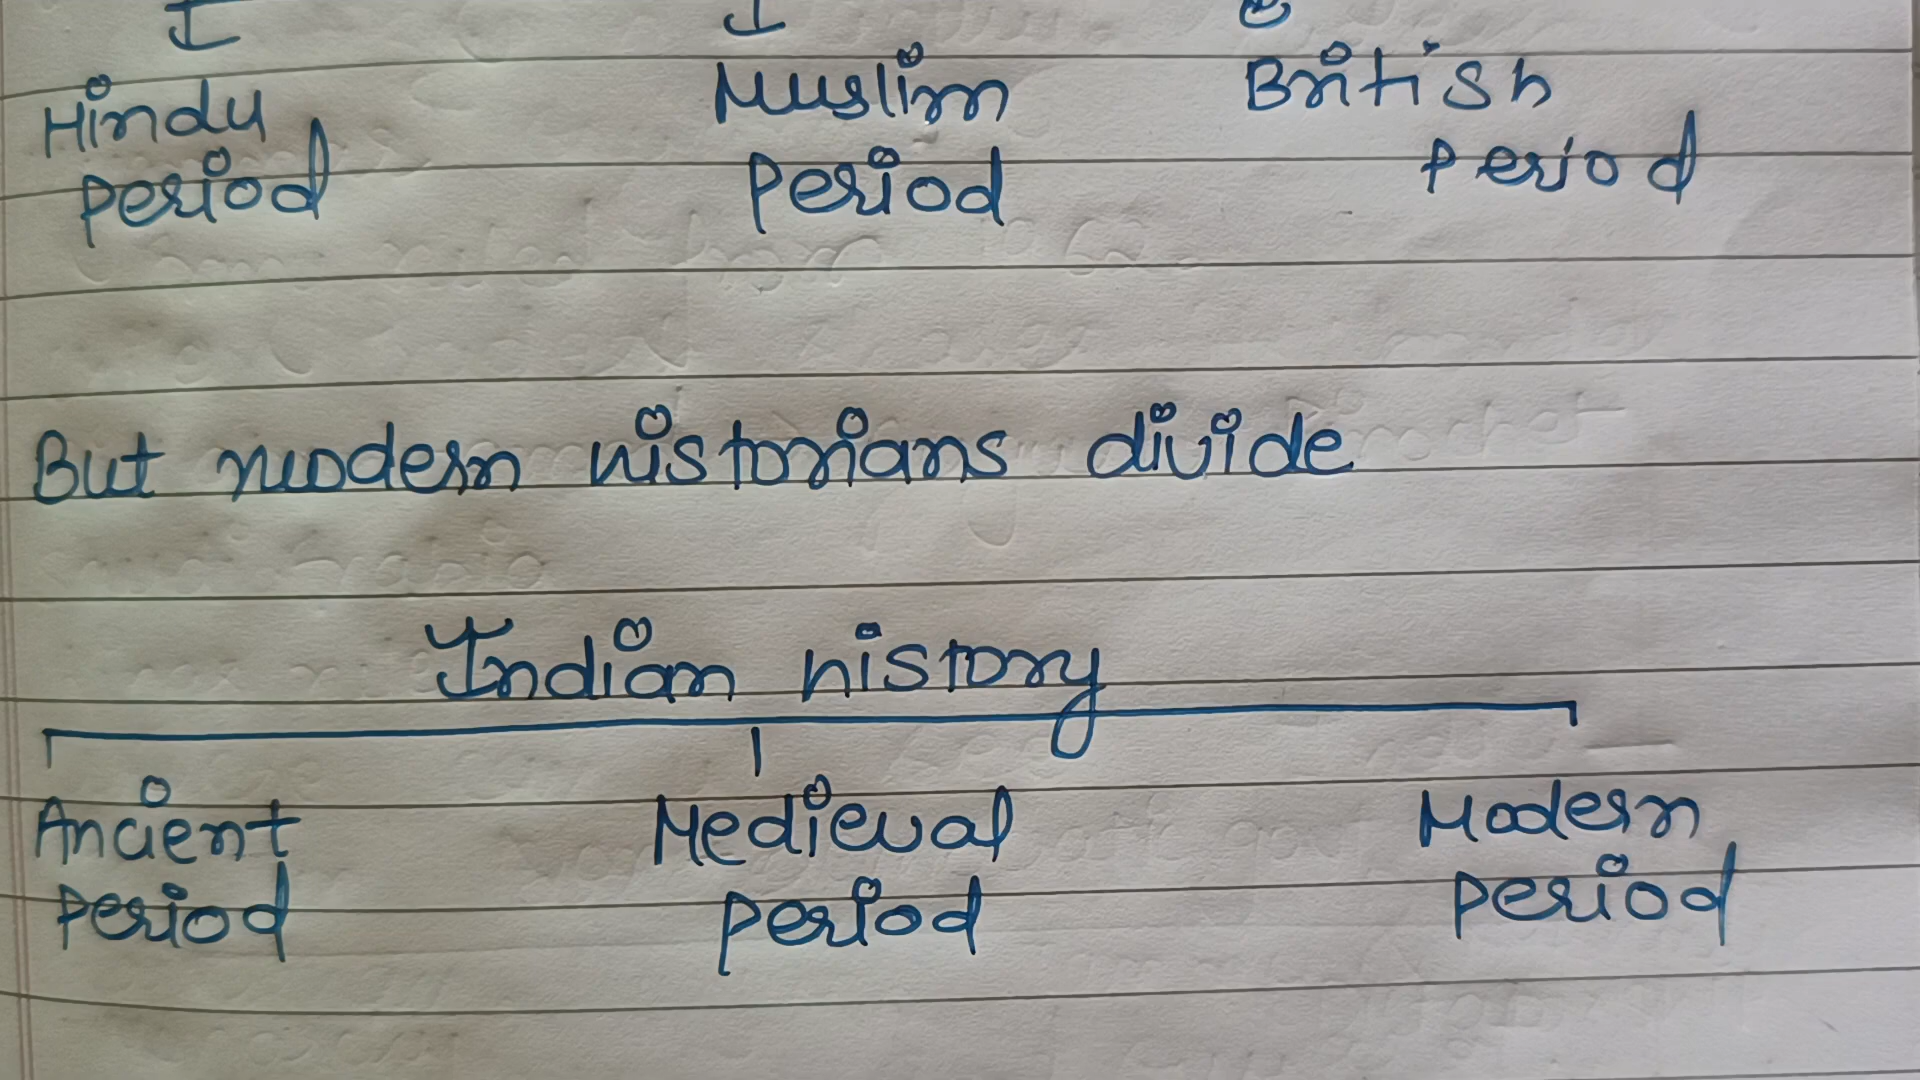 Hindu Muslim British
Period Period Period
But modern historians divide
Indian history
Ancient Medieval Modern
Period Period Period